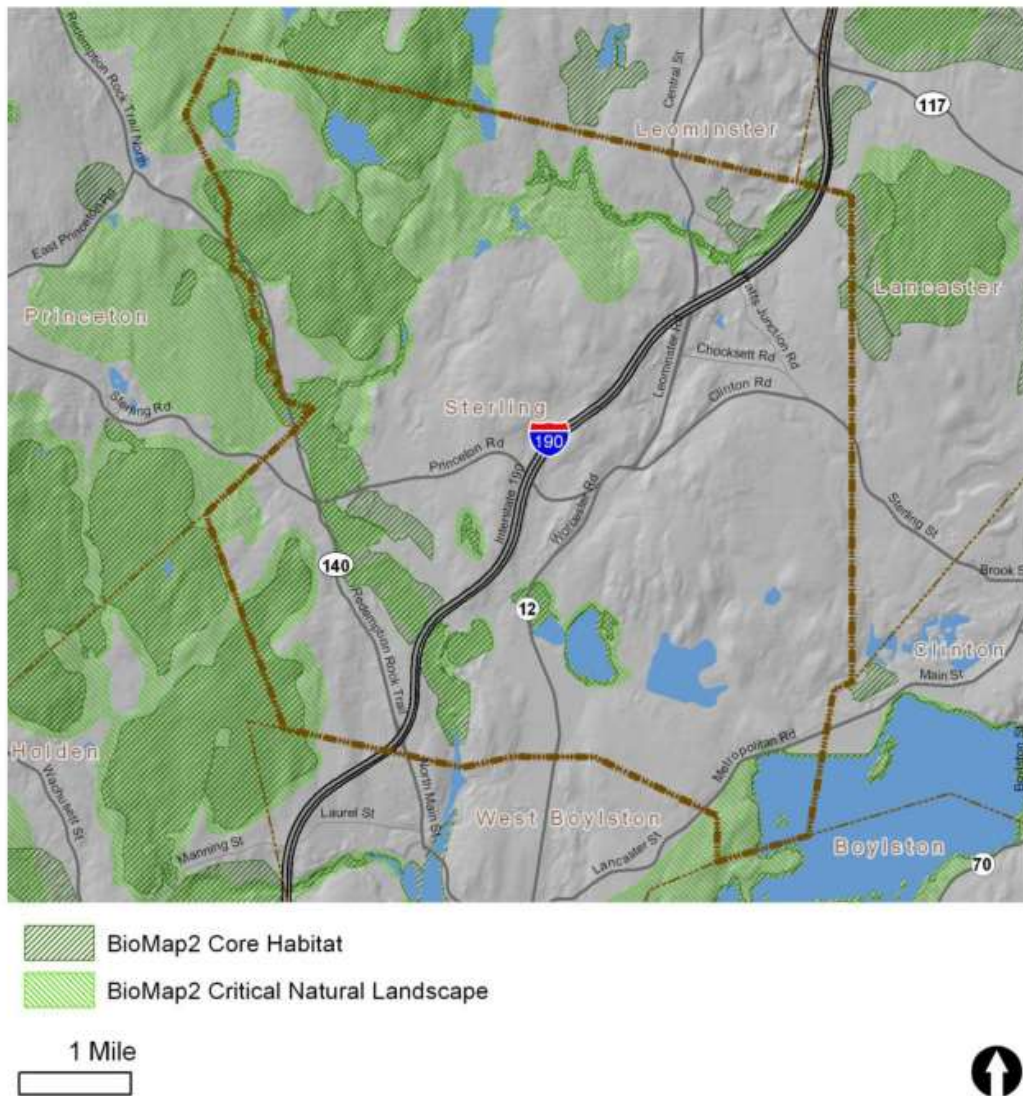 Redemption Rock Trail North
Central St
117
Leominster
East Princeton Rd
Lancaster
Princeton
Chocksett Rd
Leominster Rd
Clinton Rd
Sterling Rd
Sterling
190
Princeton Rd
Interstate 190
Worcester Rd
Sterling St
140
Brook S
12
Redemption Rock Trail
Clinton
Main St
Holden
Metropolitan Rd
Wachusett St
North Main St
Laurel St
West Boylston
Manning St
Lancaster St
Boylston
70
BioMap2 Core Habitat
BioMap2 Critical Natural Landscape
1 Mile